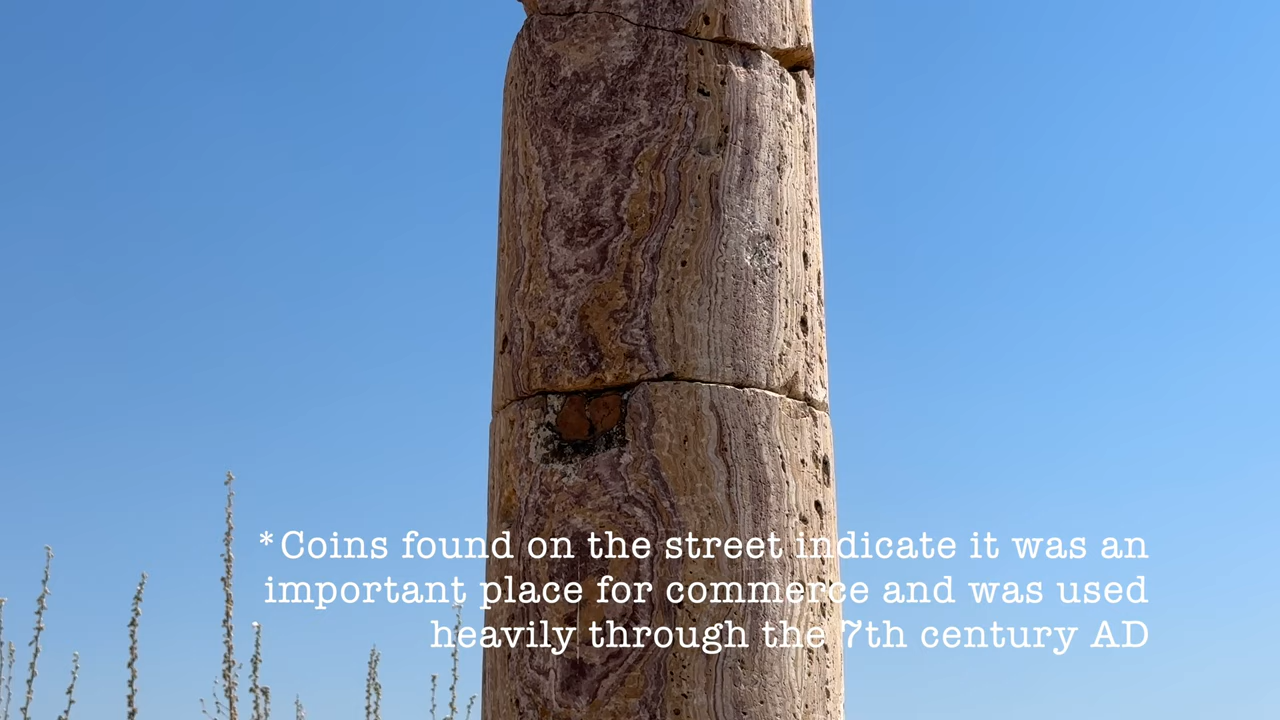 *Coins found on the street indicate it was an
important place for commerce and was used
heavily through the 7th century AD